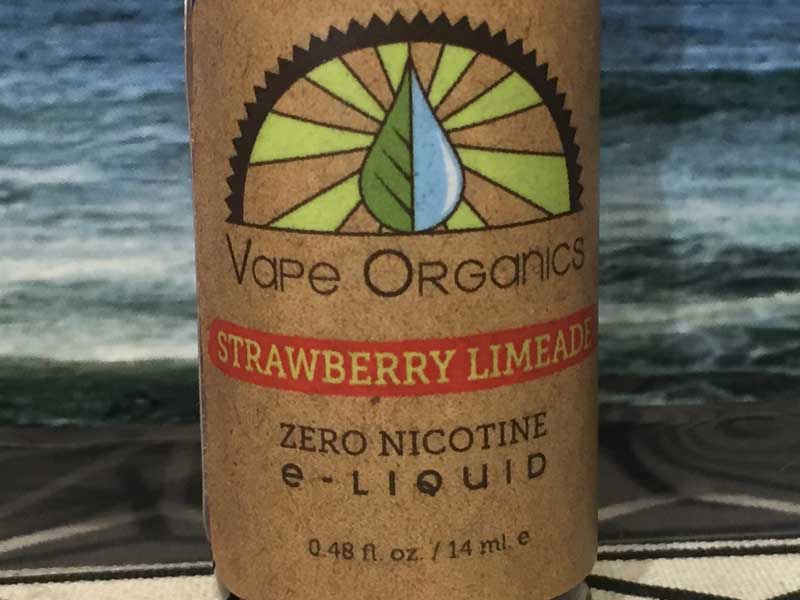 Vape Organics
STRAWBERRY LIMEADE
ZERO NICOTINE
e-LIQUID
0.48 fl. oz. / 14 ml. e